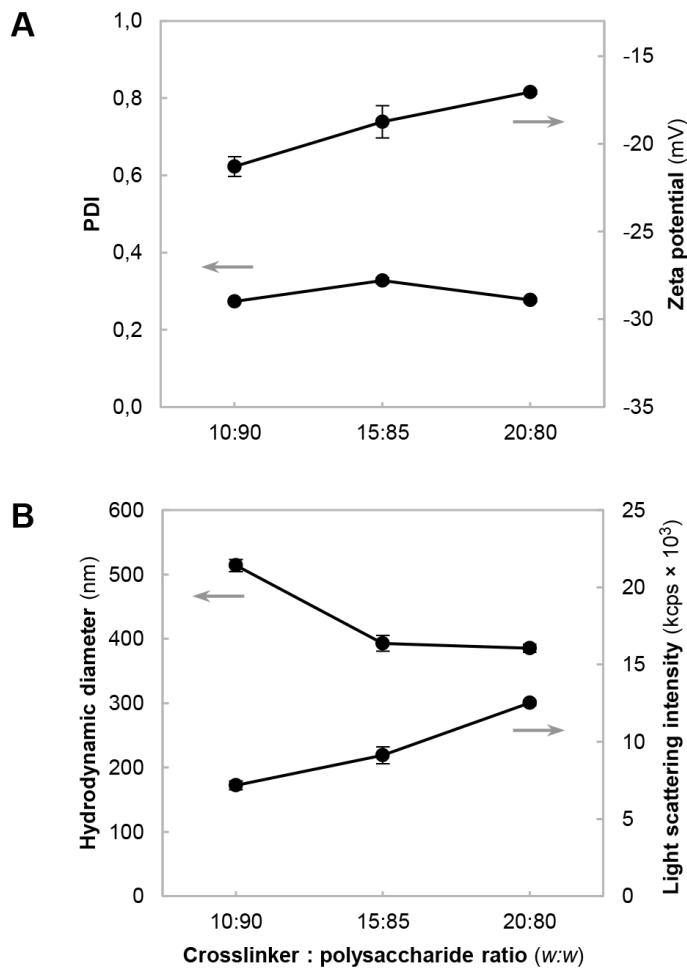 A
PDI
1,0
0,8
0,6
0,4
0,2
0,0
-15
-20
-25
-30
-35
Zeta potential (mV)
10:90 15:85 20:80
B
Hydrodynamic diameter (nm)
600
500
400
300
200
100
0
25
20
15
10
5
0
Light scattering intensity (kcps × 10³)
10:90 15:85 20:80
Crosslinker : polysaccharide ratio (w:w)